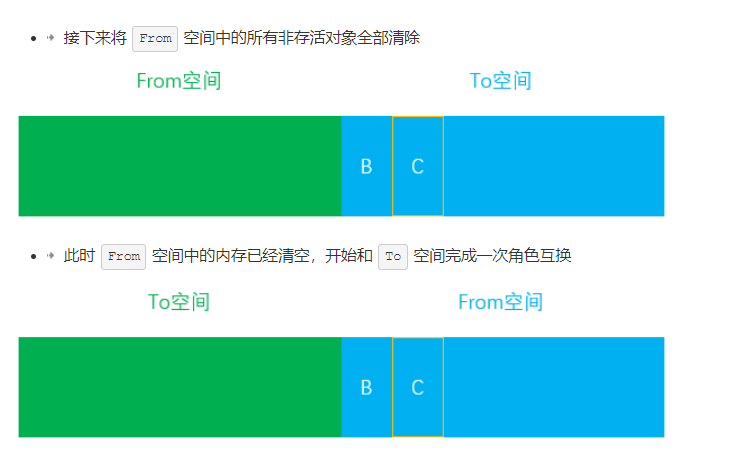 接下来将 From 空间中的所有非存活对象全部清除
From空间 To空间
B C
此时 From 空间中的内存已经清空，开始和 To 空间完成一次角色互换
To空间 From空间
B C